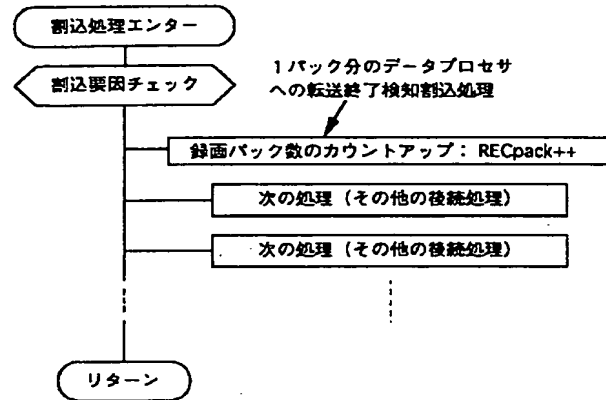 割込処理エンター
割込要因チェック
1パック分のデータプロセサ
への転送終了検知割込処理
録画パック数のカウントアップ：RECpack++
次の処理（その他の後続処理）
次の処理（その他の後続処理）
リターン